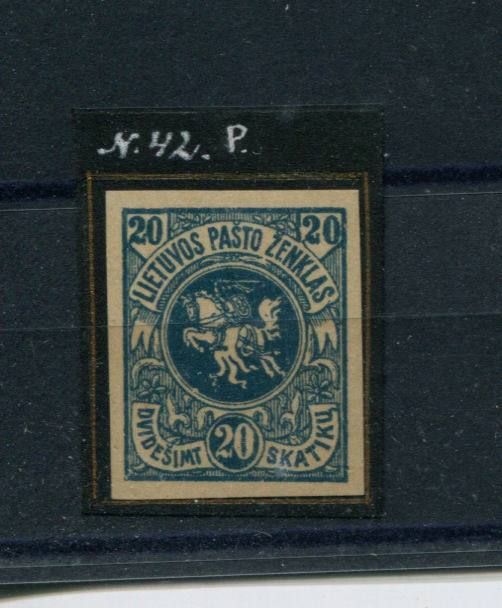 N. 42. P.
20 20
LIETUVOS PAŠTO ŽENKLAS
DVIDEŠIMT 20 SKATIKŲ